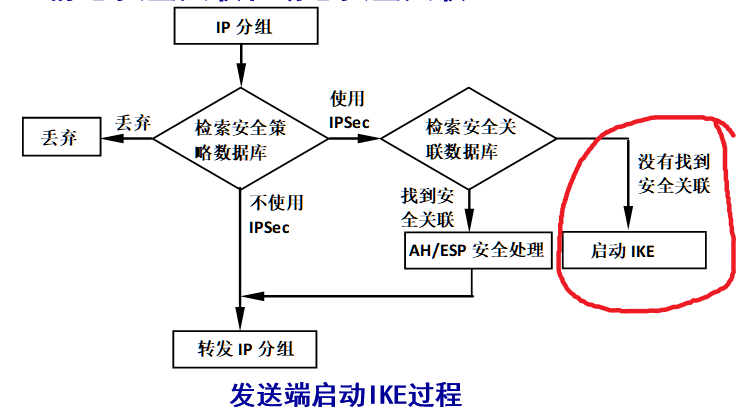 IP 分组
使用
IPSec
丢弃
丢弃
检索安全策
略数据库
检索安全关
联数据库
没有找到
安全关联
不使用
IPSec
找到安
全关联
AH/ESP 安全处理
启动 IKE
转发 IP 分组
发送端启动IKE过程